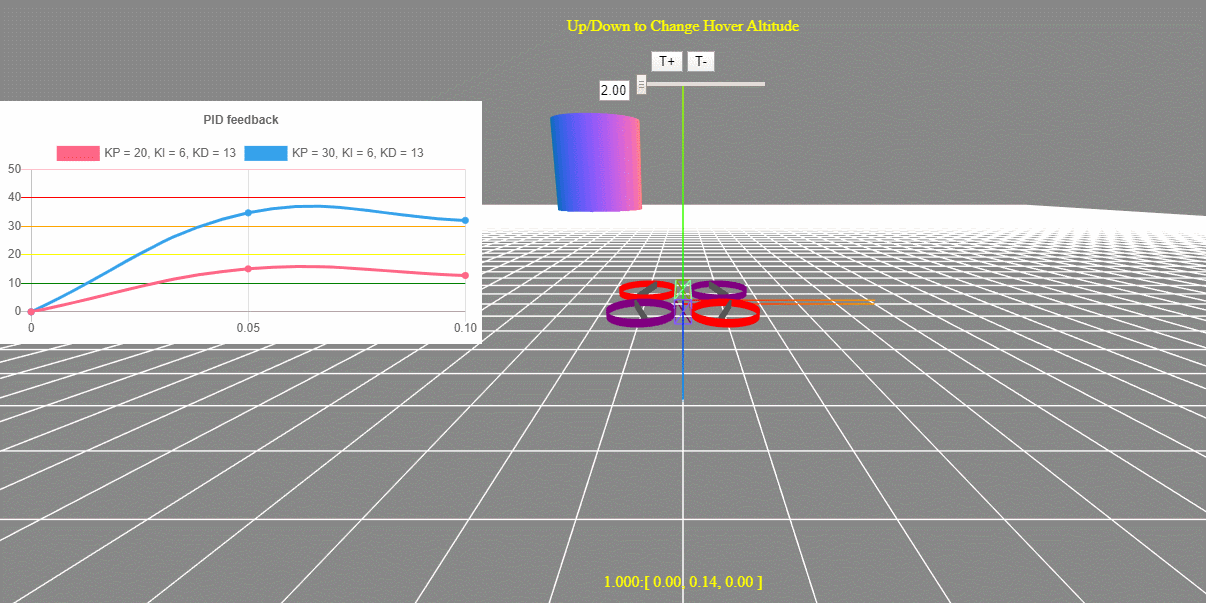 Up/Down to Change Hover Altitude
T+ T-
2.00
PID feedback
KP = 20, KI = 6, KD = 13 KP = 30, KI = 6, KD = 13
50
40
30
20
10
0
0 0.05 0.10
1.000:[ 0.00, 0.14, 0.00 ]